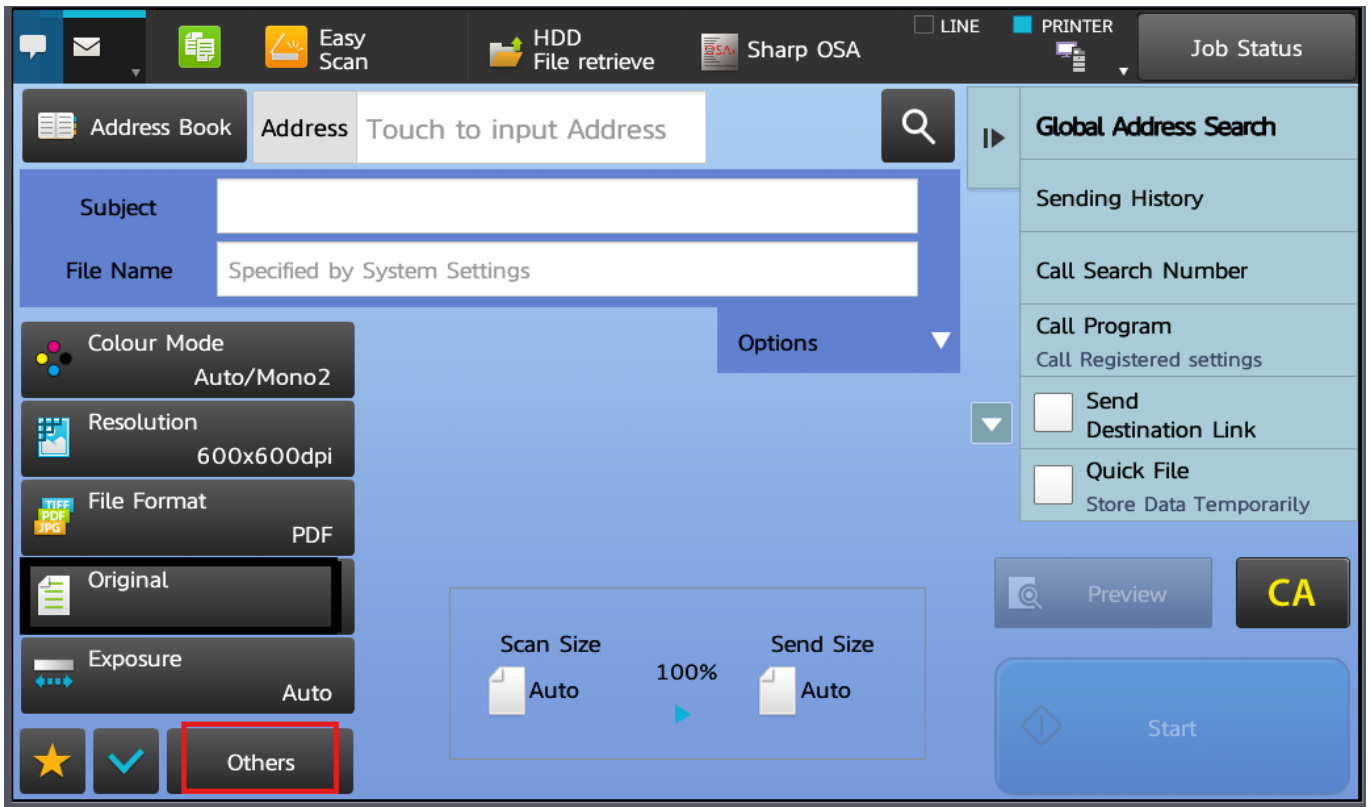 Easy
Scan
HDD
File retrieve
OSA
Sharp OSA
LINE
PRINTER
Job Status
Address Book
Address
Touch to input Address
Global Address Search
Subject
Sending History
File Name
Specified by System Settings
Call Search Number
Colour Mode
Auto/Mono2
Options
Call Program
Call Registered settings
Resolution
600x600dpi
Send
Destination Link
File Format
TIFF
PDF
JPG
PDF
Quick File
Store Data Temporarily
Original
Preview
CA
Exposure
Auto
Scan Size
Auto
100%
Send Size
Auto
Others
Start